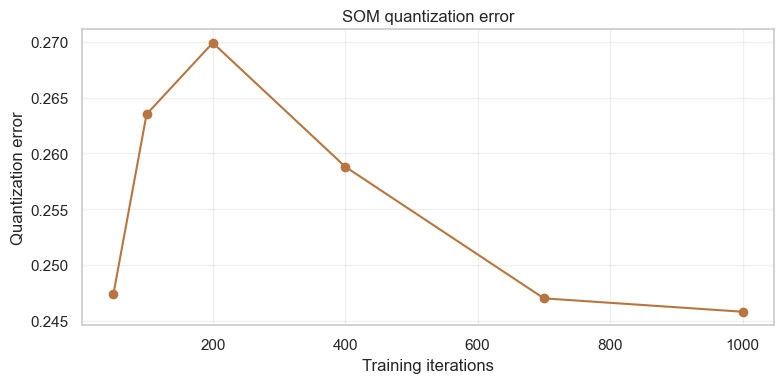 SOM quantization error
Quantization error
0.270
0.265
0.260
0.255
0.250
0.245
200 400 600 800 1000
Training iterations